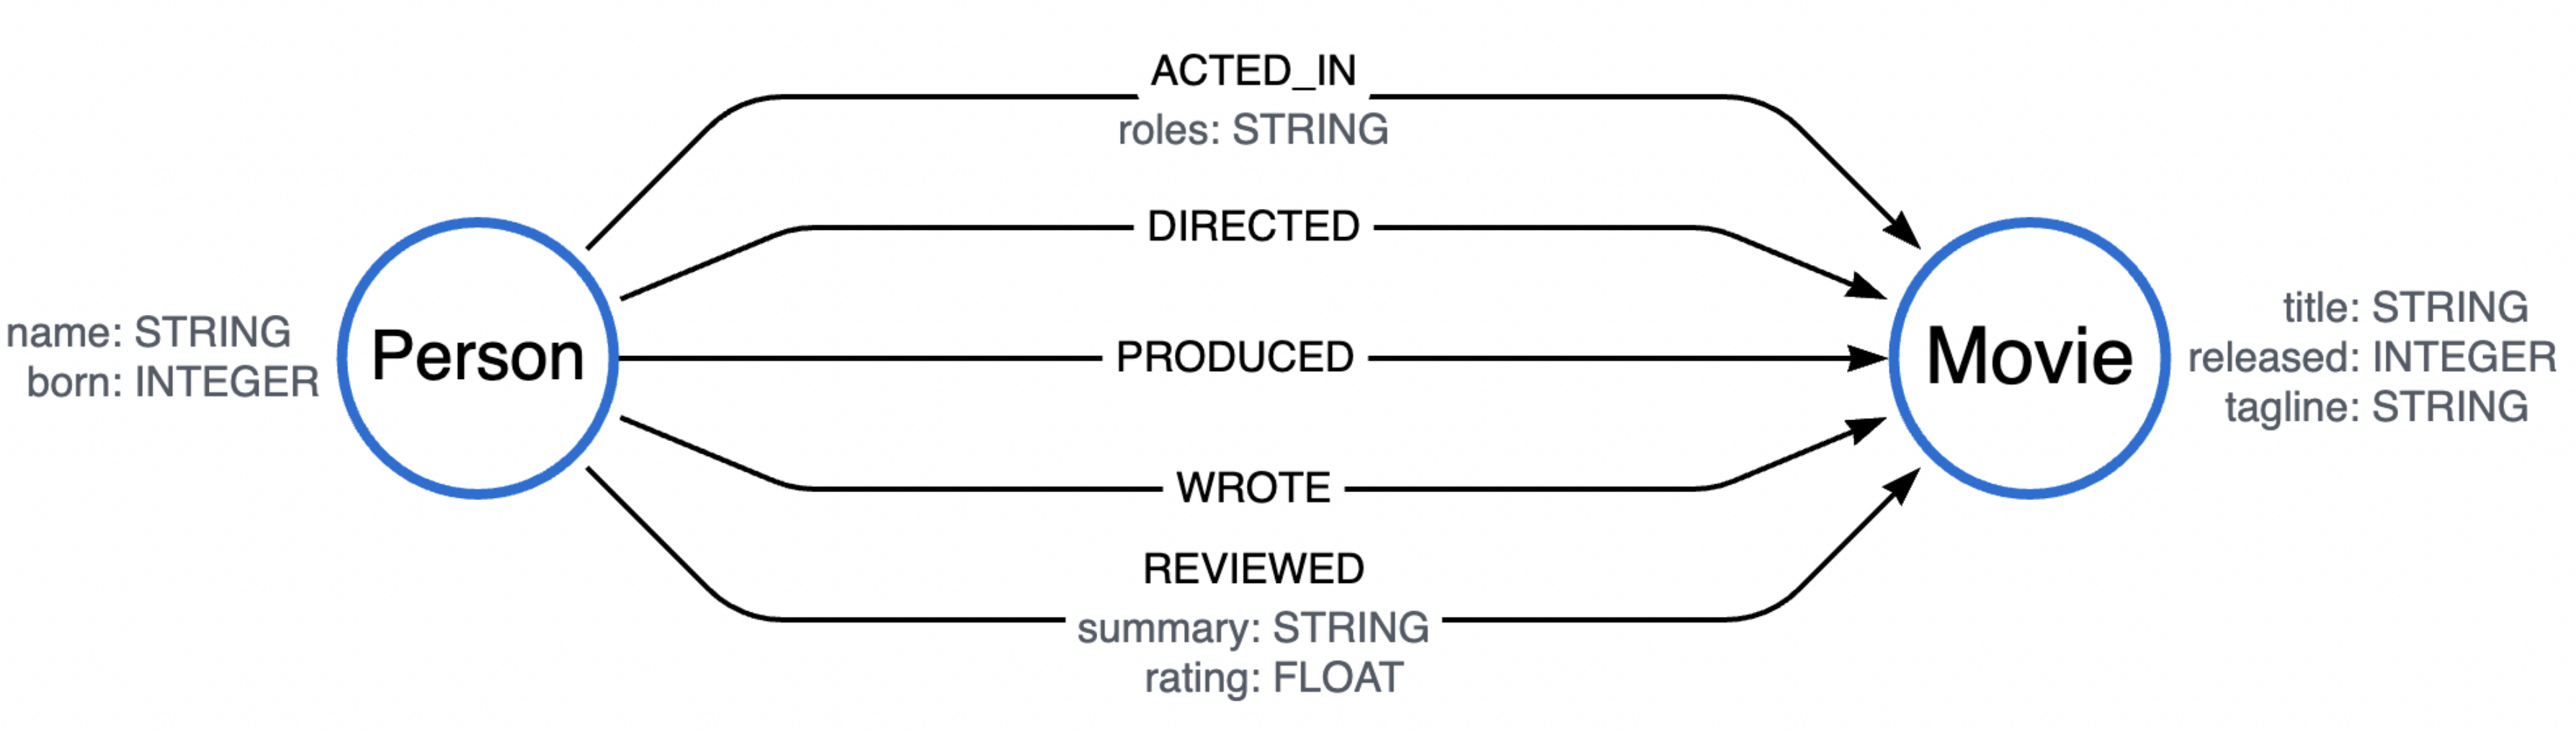 ACTED_IN
roles: STRING
DIRECTED
name: STRING
born: INTEGER
Person
PRODUCED
Movie
title: STRING
released: INTEGER
tagline: STRING
WROTE
REVIEWED
summary: STRING
rating: FLOAT